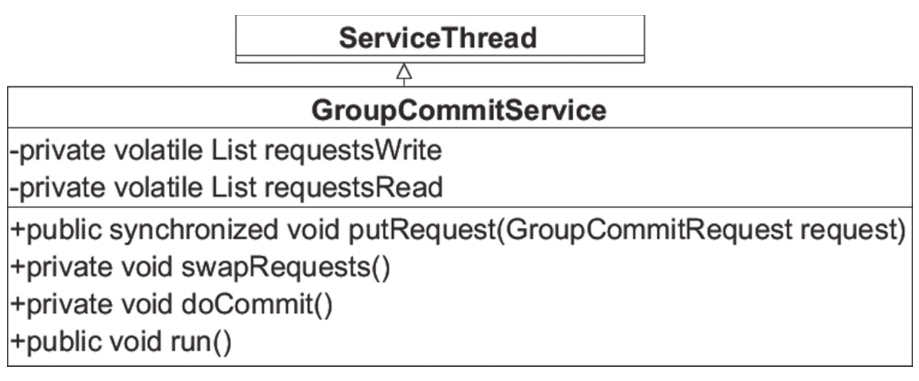 ServiceThread
GroupCommitService
-private volatile List requestsWrite
-private volatile List requestsRead
+public synchronized void putRequest(GroupCommitRequest request)
+private void swapRequests()
+private void doCommit()
+public void run()